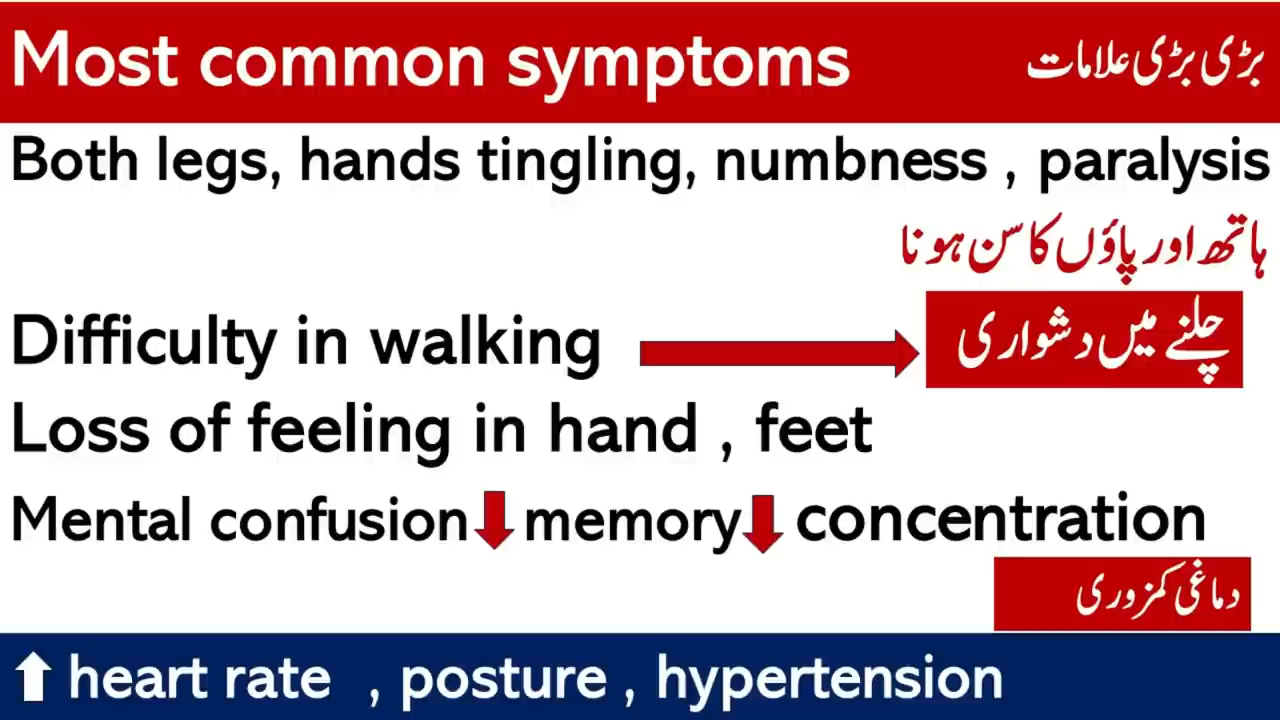 Most common symptoms بڑی بڑی علامات
Both legs, hands tingling, numbness , paralysis
ہاتھ اور پاؤں کا سن ہونا
Difficulty in walking چلنے میں دشواری
Loss of feeling in hand , feet
Mental confusion memory concentration
دماغی کمزوری
heart rate , posture , hypertension